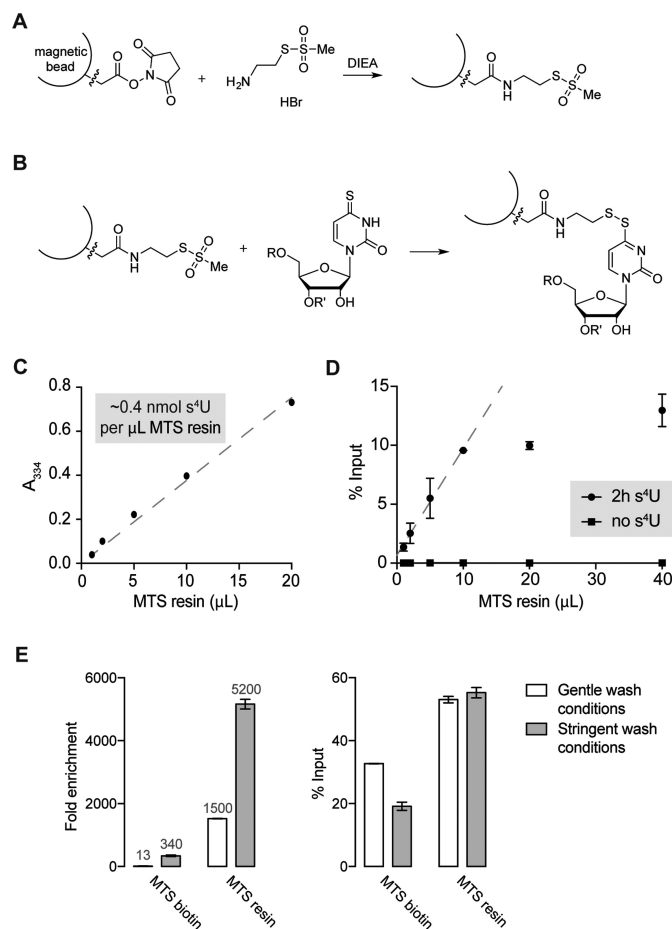 A
magnetic
bead
O
O
N
O
O
+
H2N
S
S
O
O
Me
HBr
DIEA
O
N
H
S
S
O
O
Me
B
O
N
H
S
S
O
O
Me
+
S
NH
N
O
RO
O
OR'
OH
O
N
H
S
S
N
N
O
RO
O
OR'
OH
C
~0.4 nmol s⁴U
per µL MTS resin
A334
0.8
0.6
0.4
0.2
0.0
0 5 10 15 20
MTS resin (µL)
D
% Input
15
10
5
0
0 10 20 30 40
MTS resin (µL)
2h s⁴U
no s⁴U
E
Fold enrichment
6000
4000
2000
0
13
340
1500
5200
MTS biotin
MTS resin
% Input
60
40
20
0
MTS biotin
MTS resin
Gentle wash
conditions
Stringent wash
conditions